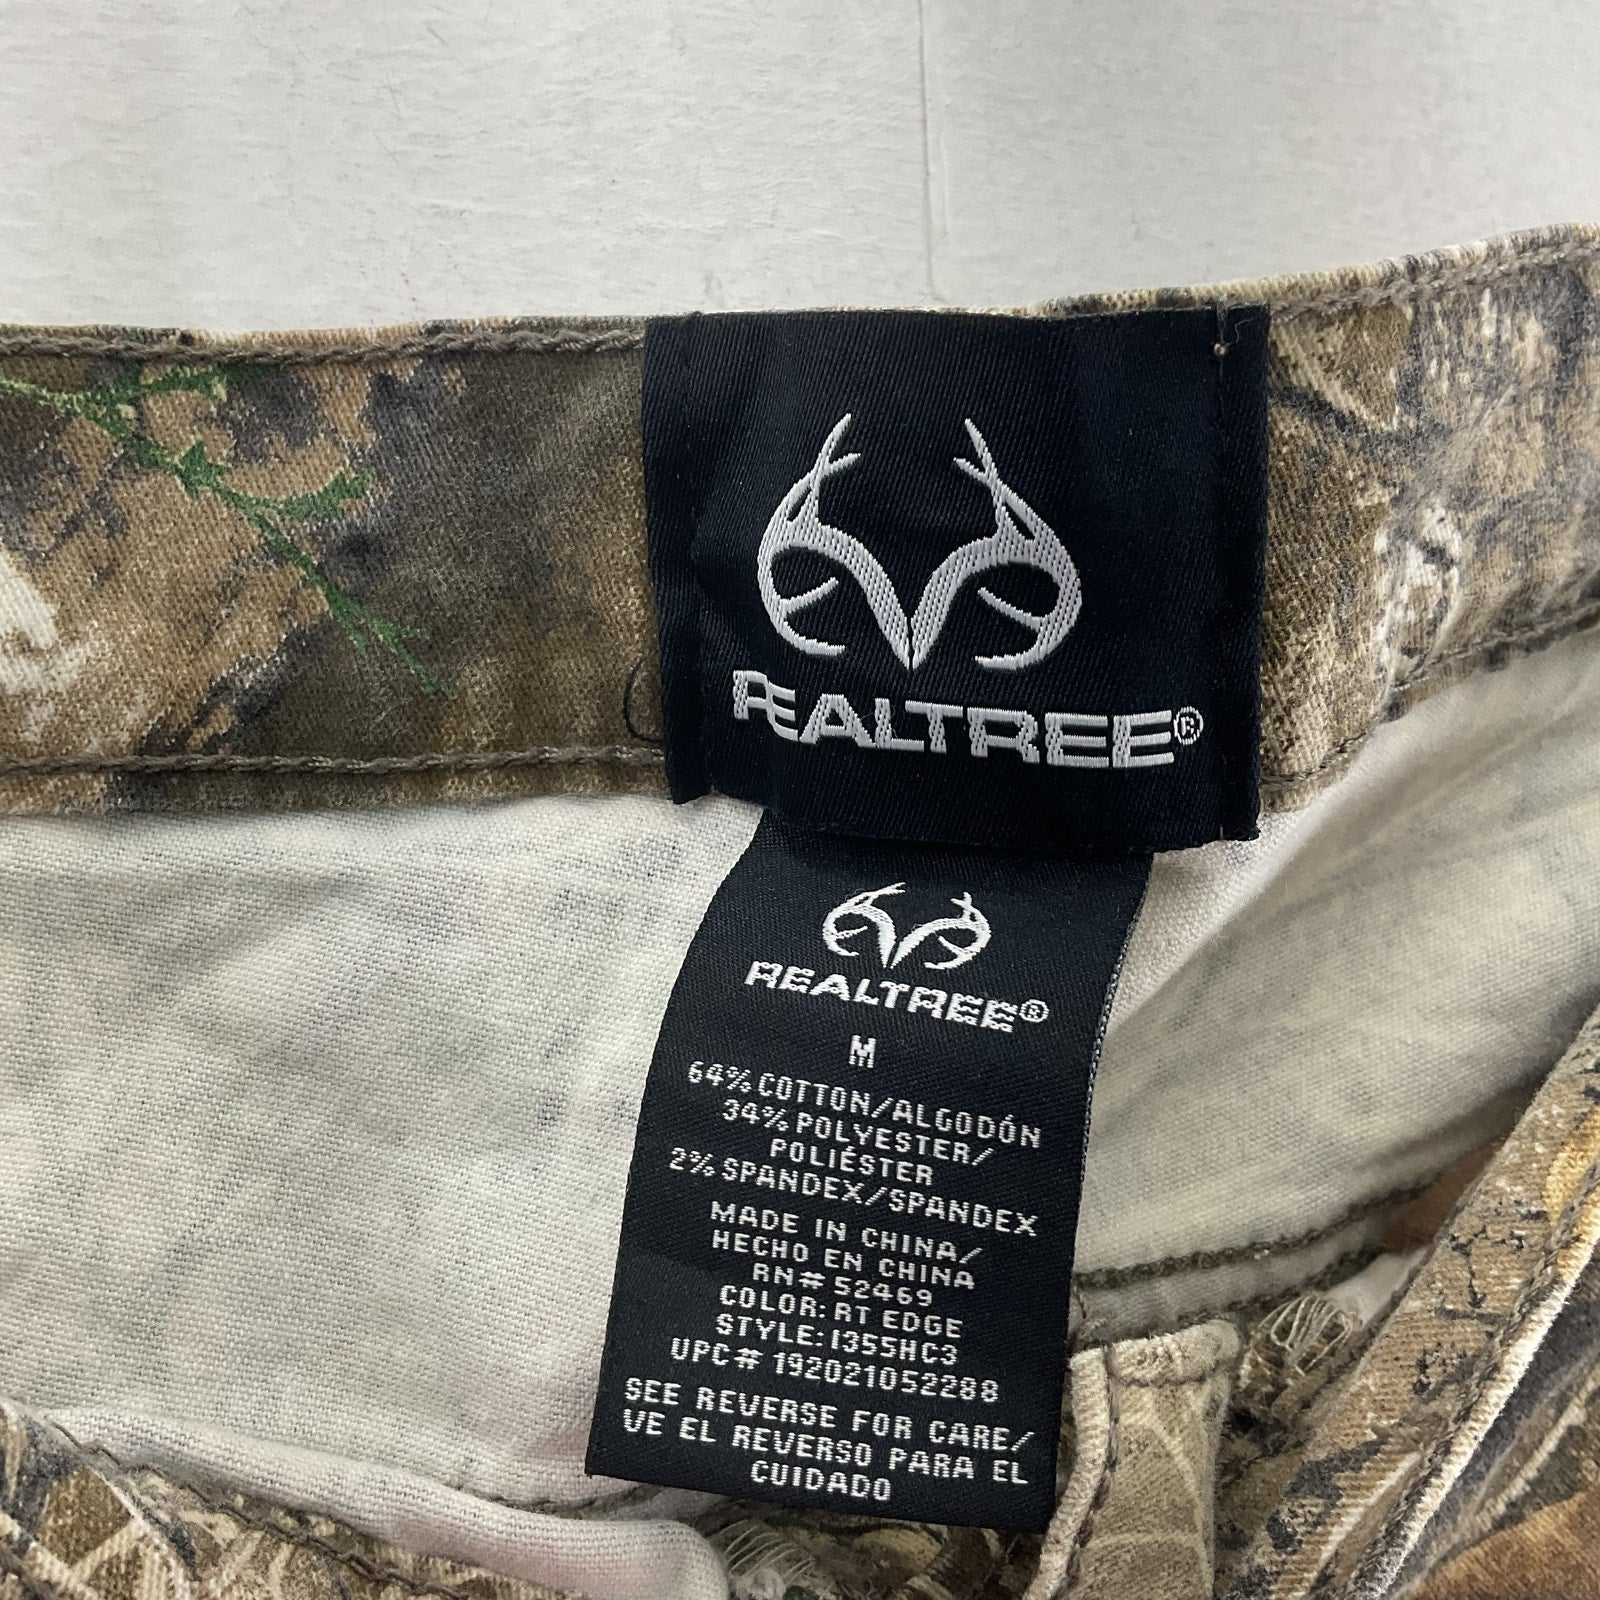 REALTREE®
REALTREE®
M
64% COTTON/ALGODÓN
34% POLYESTER/
POLIÉSTER
2% SPANDEX/SPANDEX
MADE IN CHINA/
HECHO EN CHINA
RN# 52469
COLOR: RT EDGE
STYLE: 1355HC3
UPC# 192021052288
SEE REVERSE FOR CARE/
VE EL REVERSO PARA EL
CUIDADO